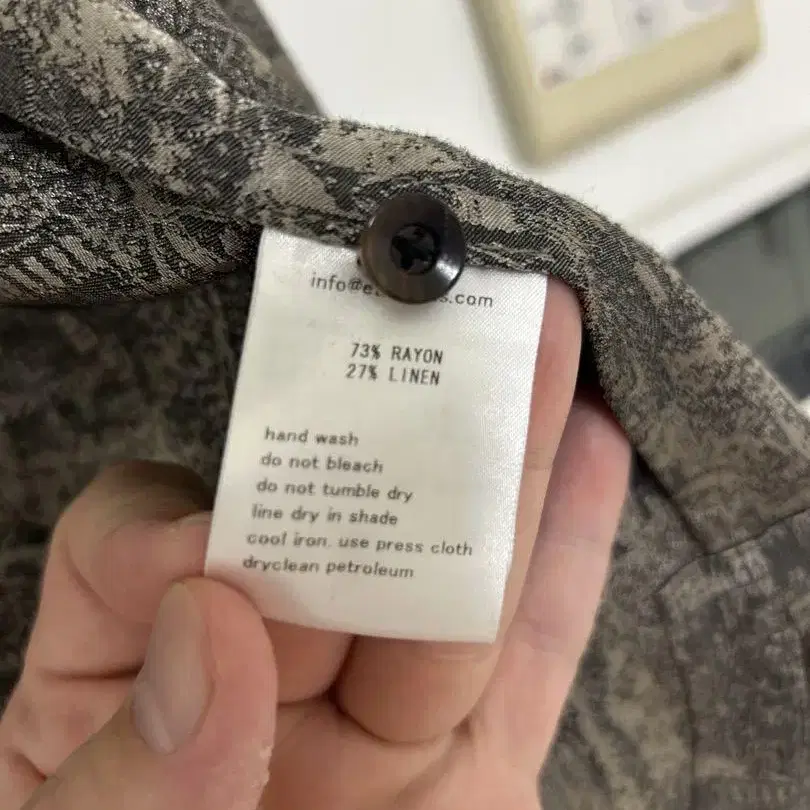 73% RAYON
27% LINEN
hand wash
do not bleach
do not tumble dry
line dry in shade
cool iron. use press cloth
dryclean petroleum